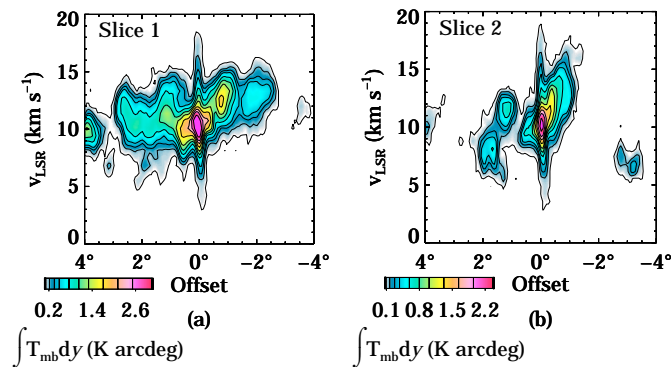 Slice 1
Slice 2
20
15
10
5
0
v_LSR (km s⁻¹)
4° 2° 0° −2° −4°
Offset
0.2 1.4 2.6
(a)
∫T_mb dy (K arcdeg)
20
15
10
5
0
v_LSR (km s⁻¹)
4° 2° 0° −2° −4°
Offset
0.1 0.8 1.5 2.2
(b)
∫T_mb dy (K arcdeg)